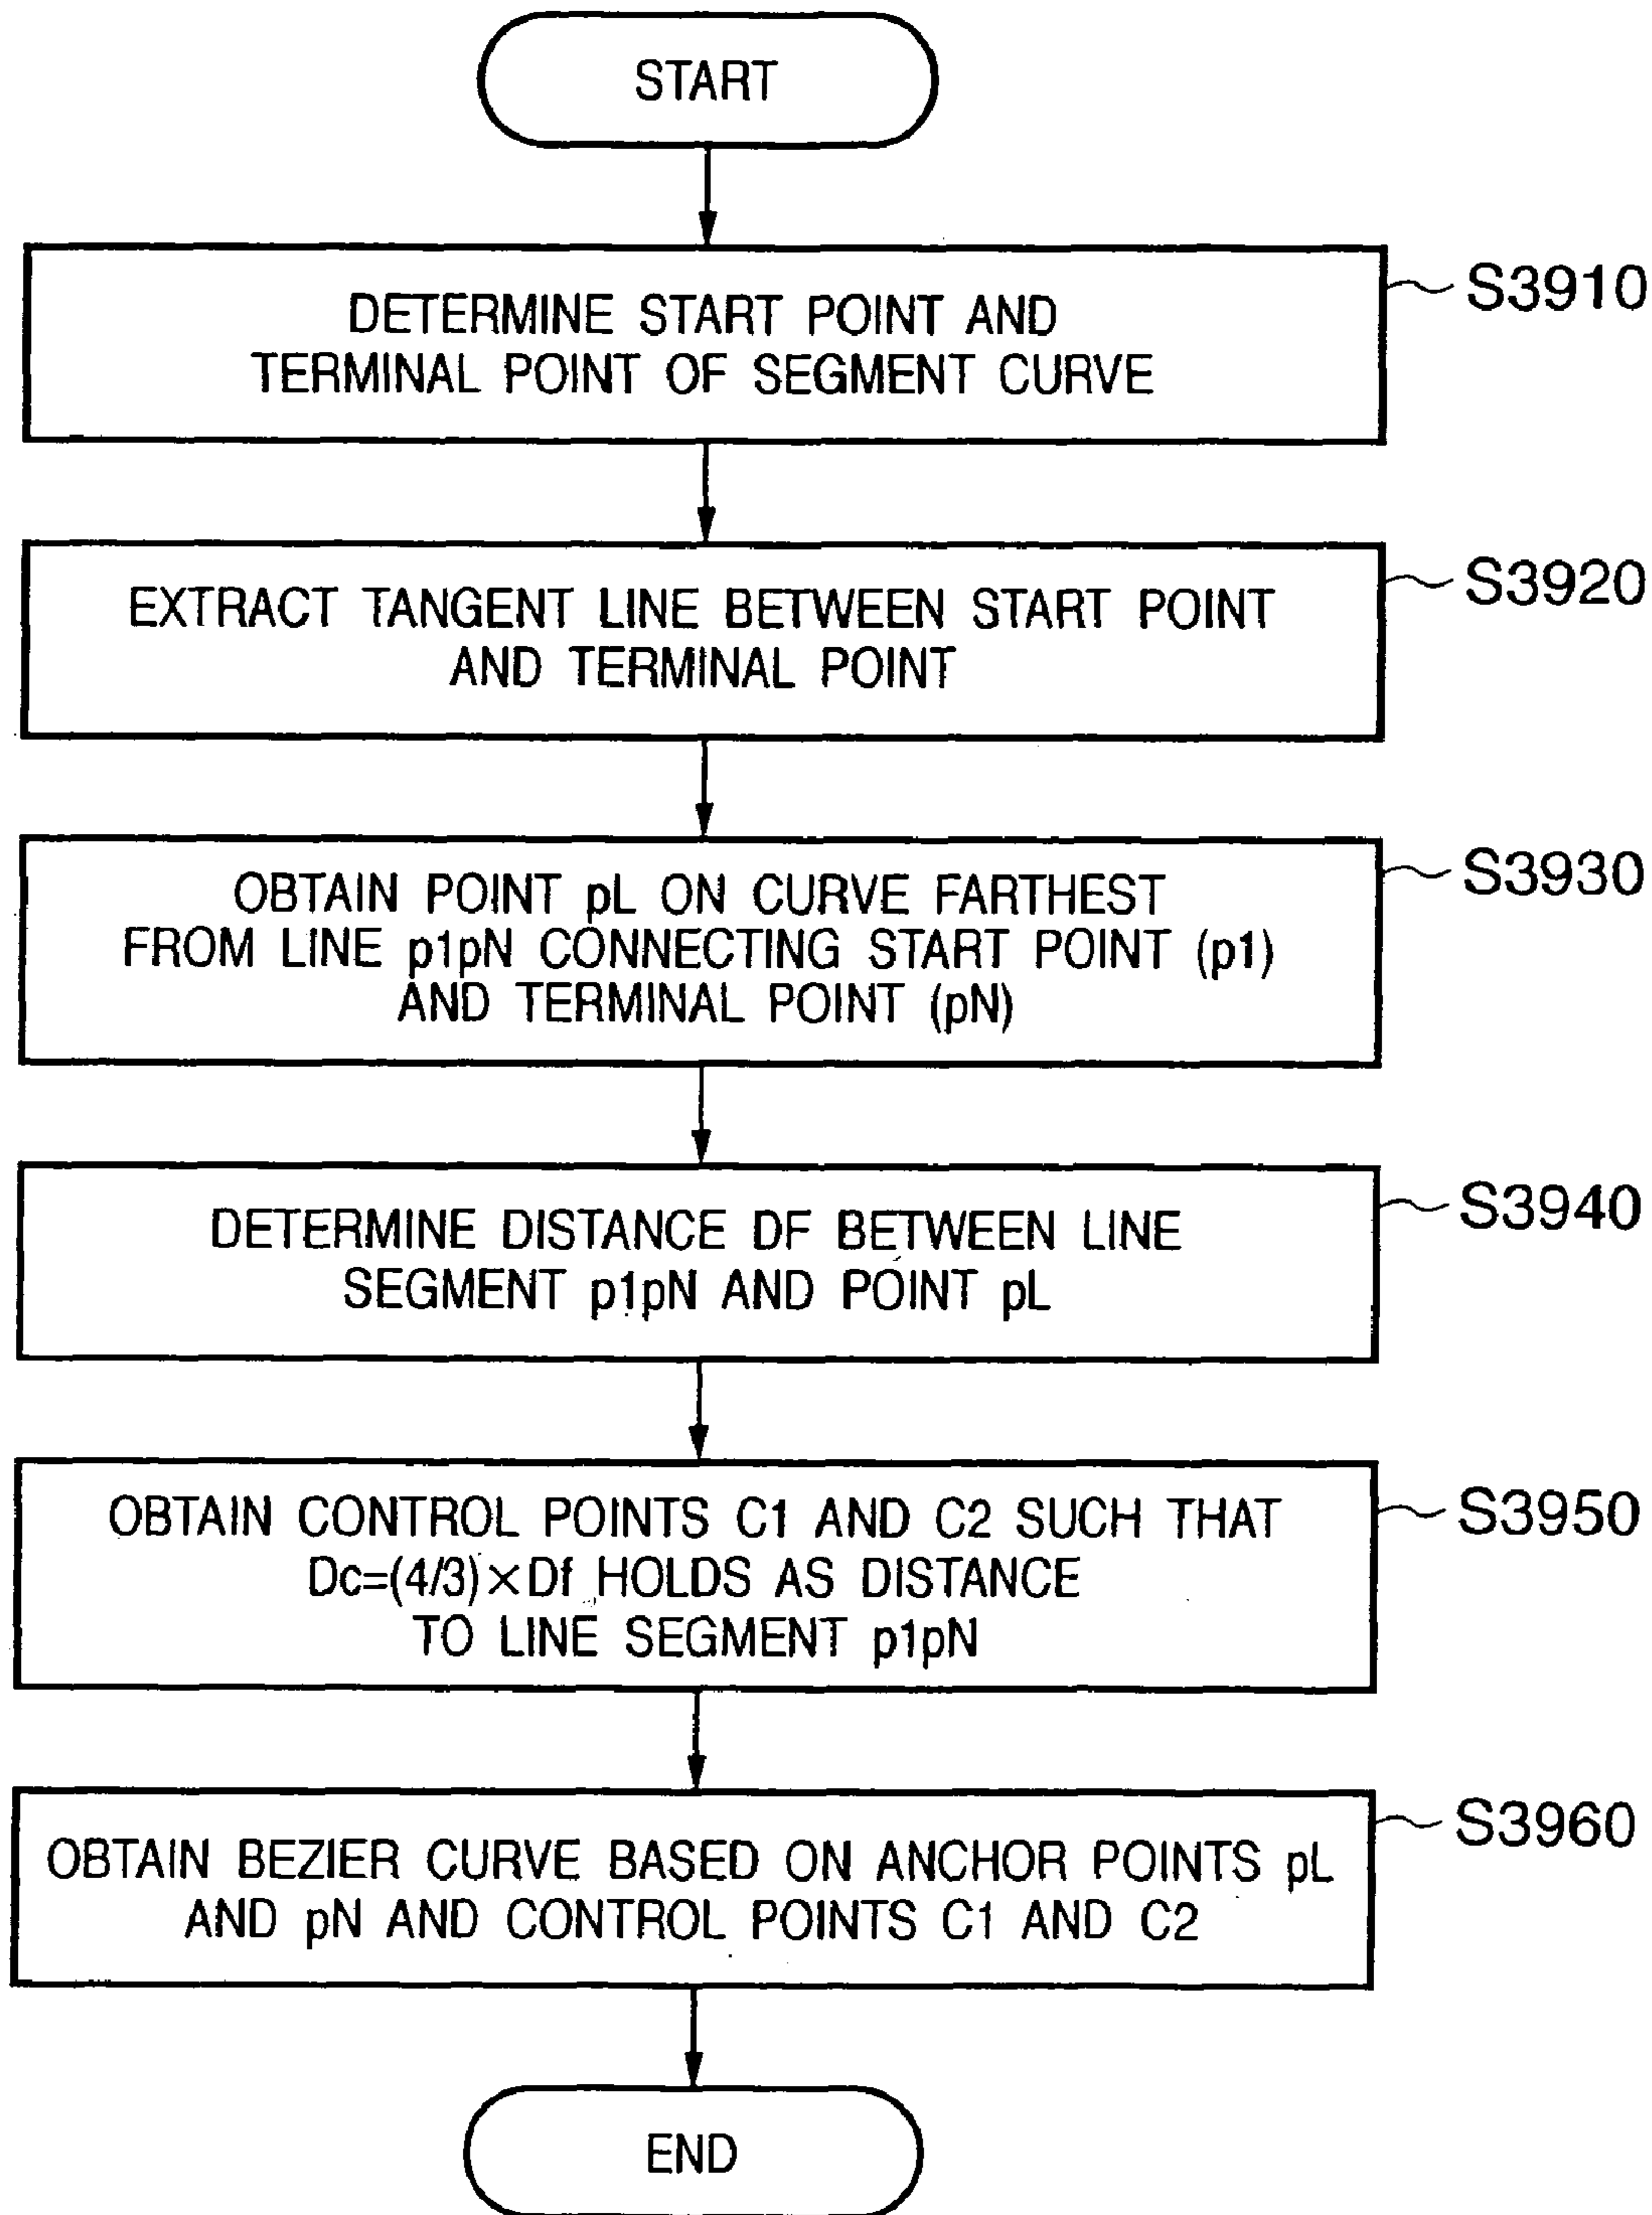 START
DETERMINE START POINT AND
TERMINAL POINT OF SEGMENT CURVE
S3910
EXTRACT TANGENT LINE BETWEEN START POINT
AND TERMINAL POINT
S3920
OBTAIN POINT pL ON CURVE FARTHEST
FROM LINE p1pN CONNECTING START POINT (p1)
AND TERMINAL POINT (pN)
S3930
DETERMINE DISTANCE DF BETWEEN LINE
SEGMENT p1pN AND POINT pL
S3940
OBTAIN CONTROL POINTS C1 AND C2 SUCH THAT
Dc=(4/3)×Df HOLDS AS DISTANCE
TO LINE SEGMENT p1pN
S3950
OBTAIN BEZIER CURVE BASED ON ANCHOR POINTS pL
AND pN AND CONTROL POINTS C1 AND C2
S3960
END